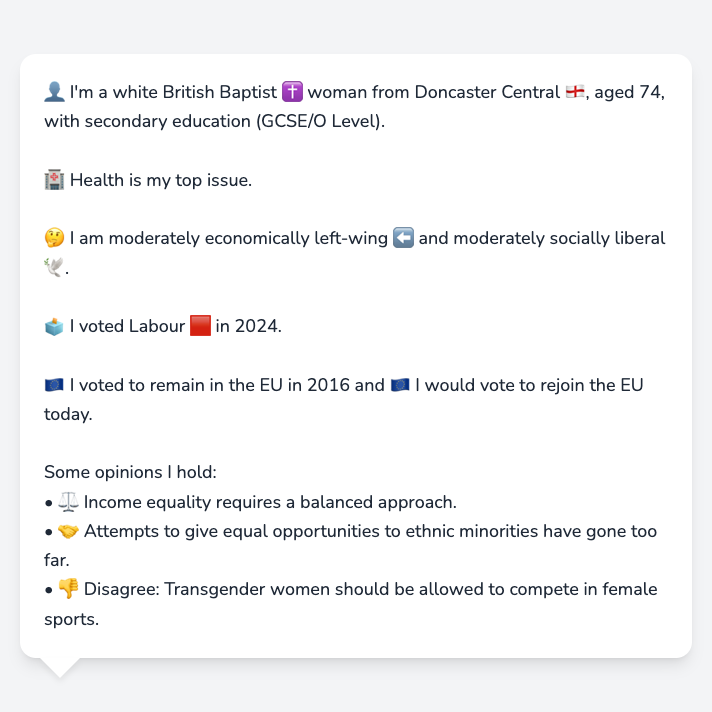 👤 I'm a white British Baptist ✝️ woman from Doncaster Central 🏴󠁧󠁢󠁥󠁮󠁧󠁿, aged 74,
with secondary education (GCSE/O Level).
🏥 Health is my top issue.
🤔 I am moderately economically left-wing ⬅️ and moderately socially liberal
🕊️.
🗳️ I voted Labour 🟥 in 2024.
🇪🇺 I voted to remain in the EU in 2016 and 🇪🇺 I would vote to rejoin the EU
today.
Some opinions I hold:
• ⚖️ Income equality requires a balanced approach.
• 🤝 Attempts to give equal opportunities to ethnic minorities have gone too
far.
• 👎 Disagree: Transgender women should be allowed to compete in female
sports.